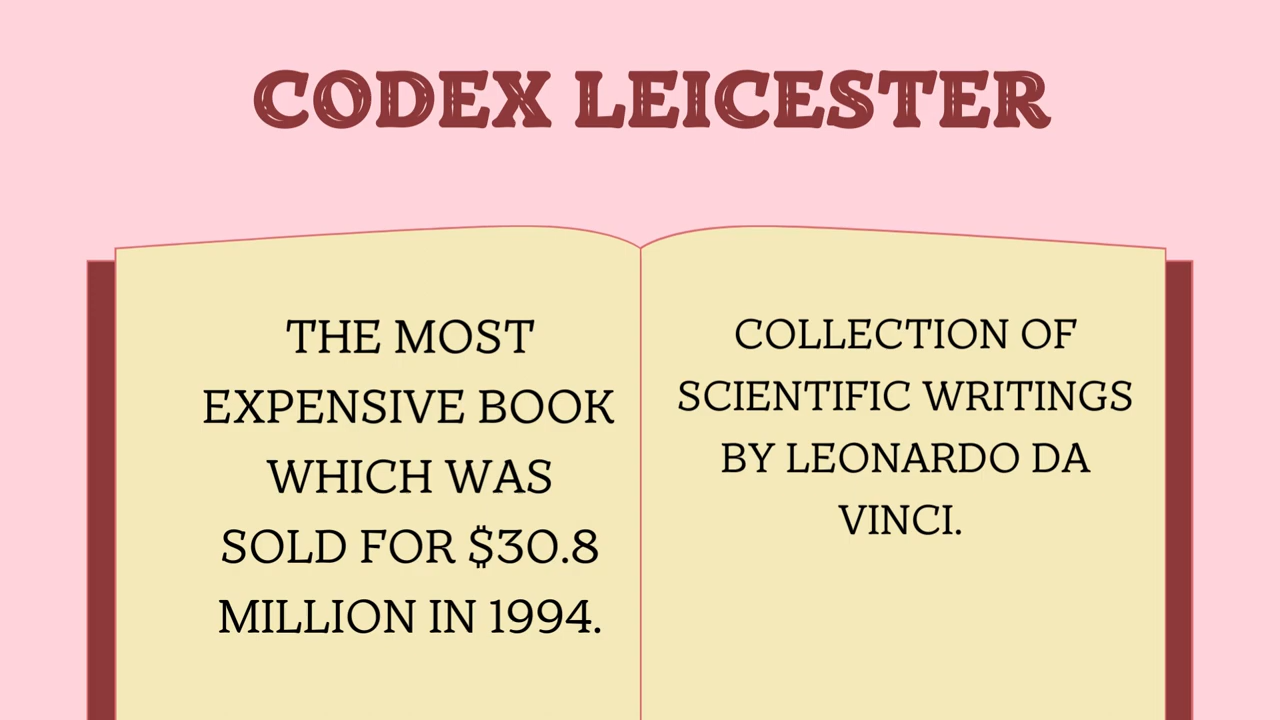 CODEX LEICESTER
THE MOST
EXPENSIVE BOOK
WHICH WAS
SOLD FOR $30.8
MILLION IN 1994.
COLLECTION OF
SCIENTIFIC WRITINGS
BY LEONARDO DA
VINCI.